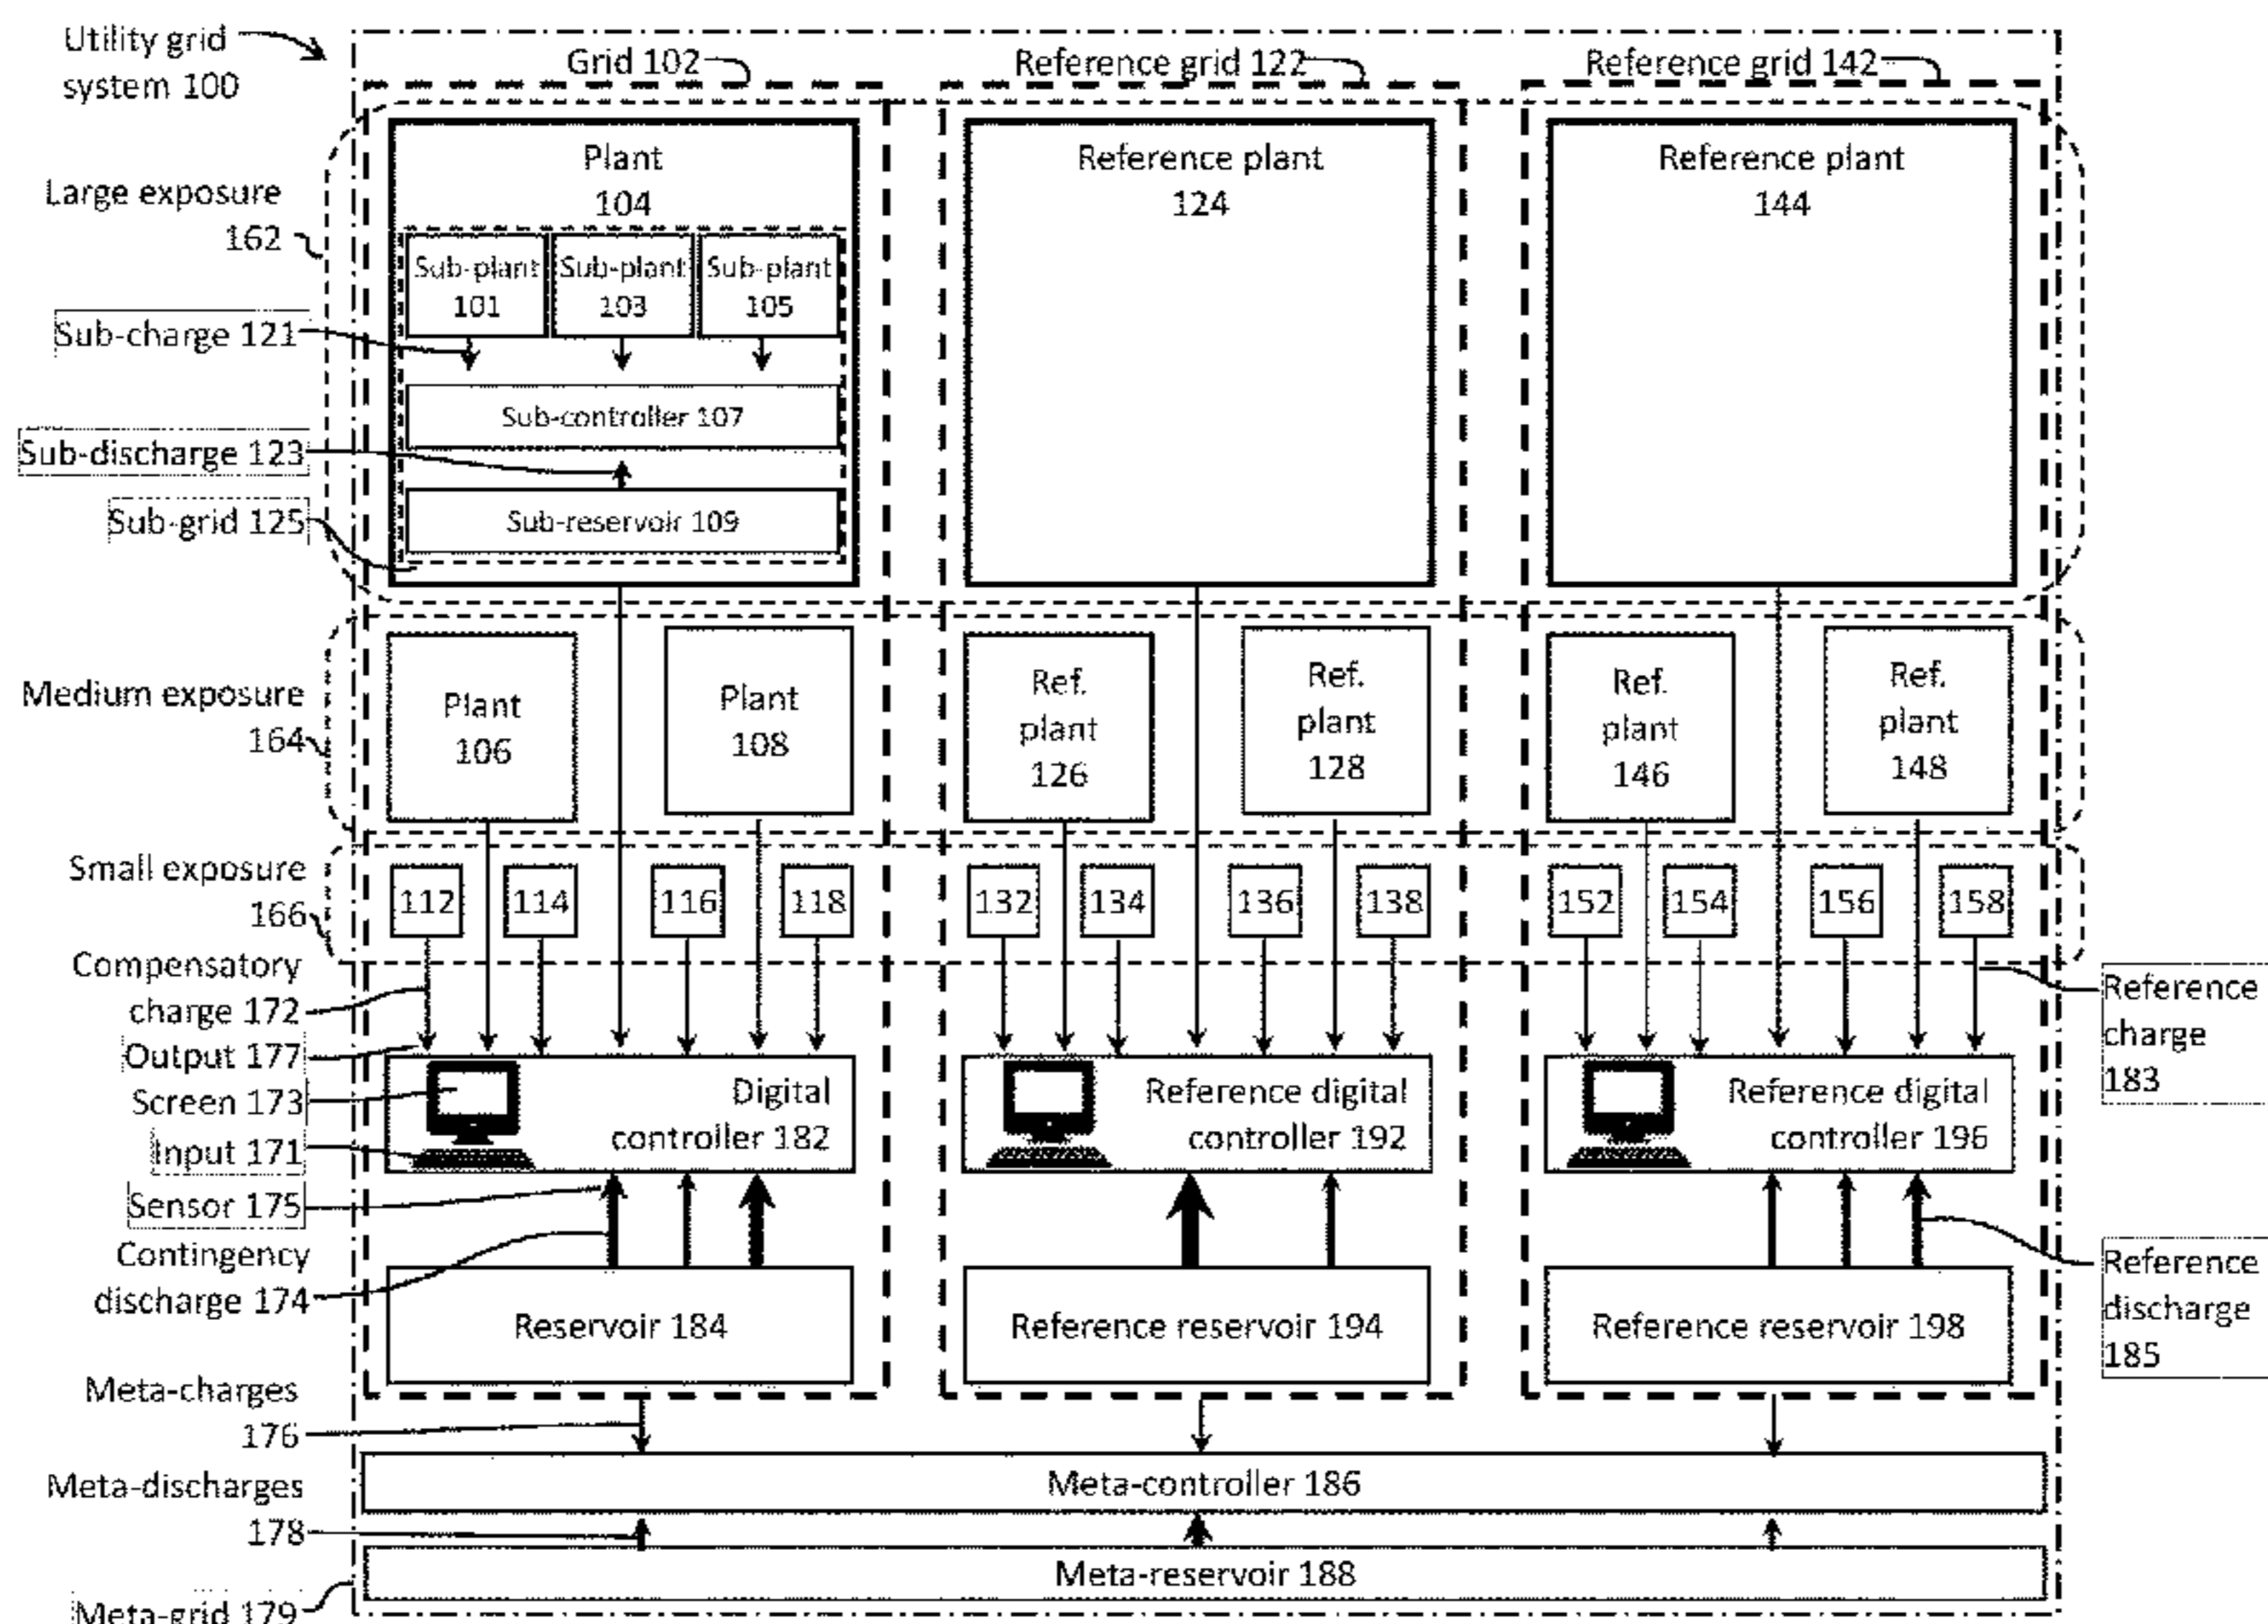 Utility grid
system 100
Grid 102
Reference grid 122
Reference grid 142
Large exposure
162
Plant
104
Reference plant
124
Reference plant
144
Sub-plant
101
Sub-plant
103
Sub-plant
105
Sub-charge 121
Sub-controller 107
Sub-discharge 123
Sub-reservoir 109
Sub-grid 125
Medium exposure
164
Plant
106
Plant
108
Ref.
plant
126
Ref.
plant
128
Ref.
plant
146
Ref.
plant
148
Small exposure
166
112
114
116
118
132
134
136
138
152
154
156
158
Compensatory
charge 172
Reference
charge
183
Output 177
Screen 173
Input 171
Digital
controller 182
Reference digital
controller 192
Reference digital
controller 196
Sensor 175
Contingency
discharge 174
Reference
discharge
185
Reservoir 184
Reference reservoir 194
Reference reservoir 198
Meta-charges
176
Meta-controller 186
Meta-discharges
178
Meta-reservoir 188
Meta-grid 179